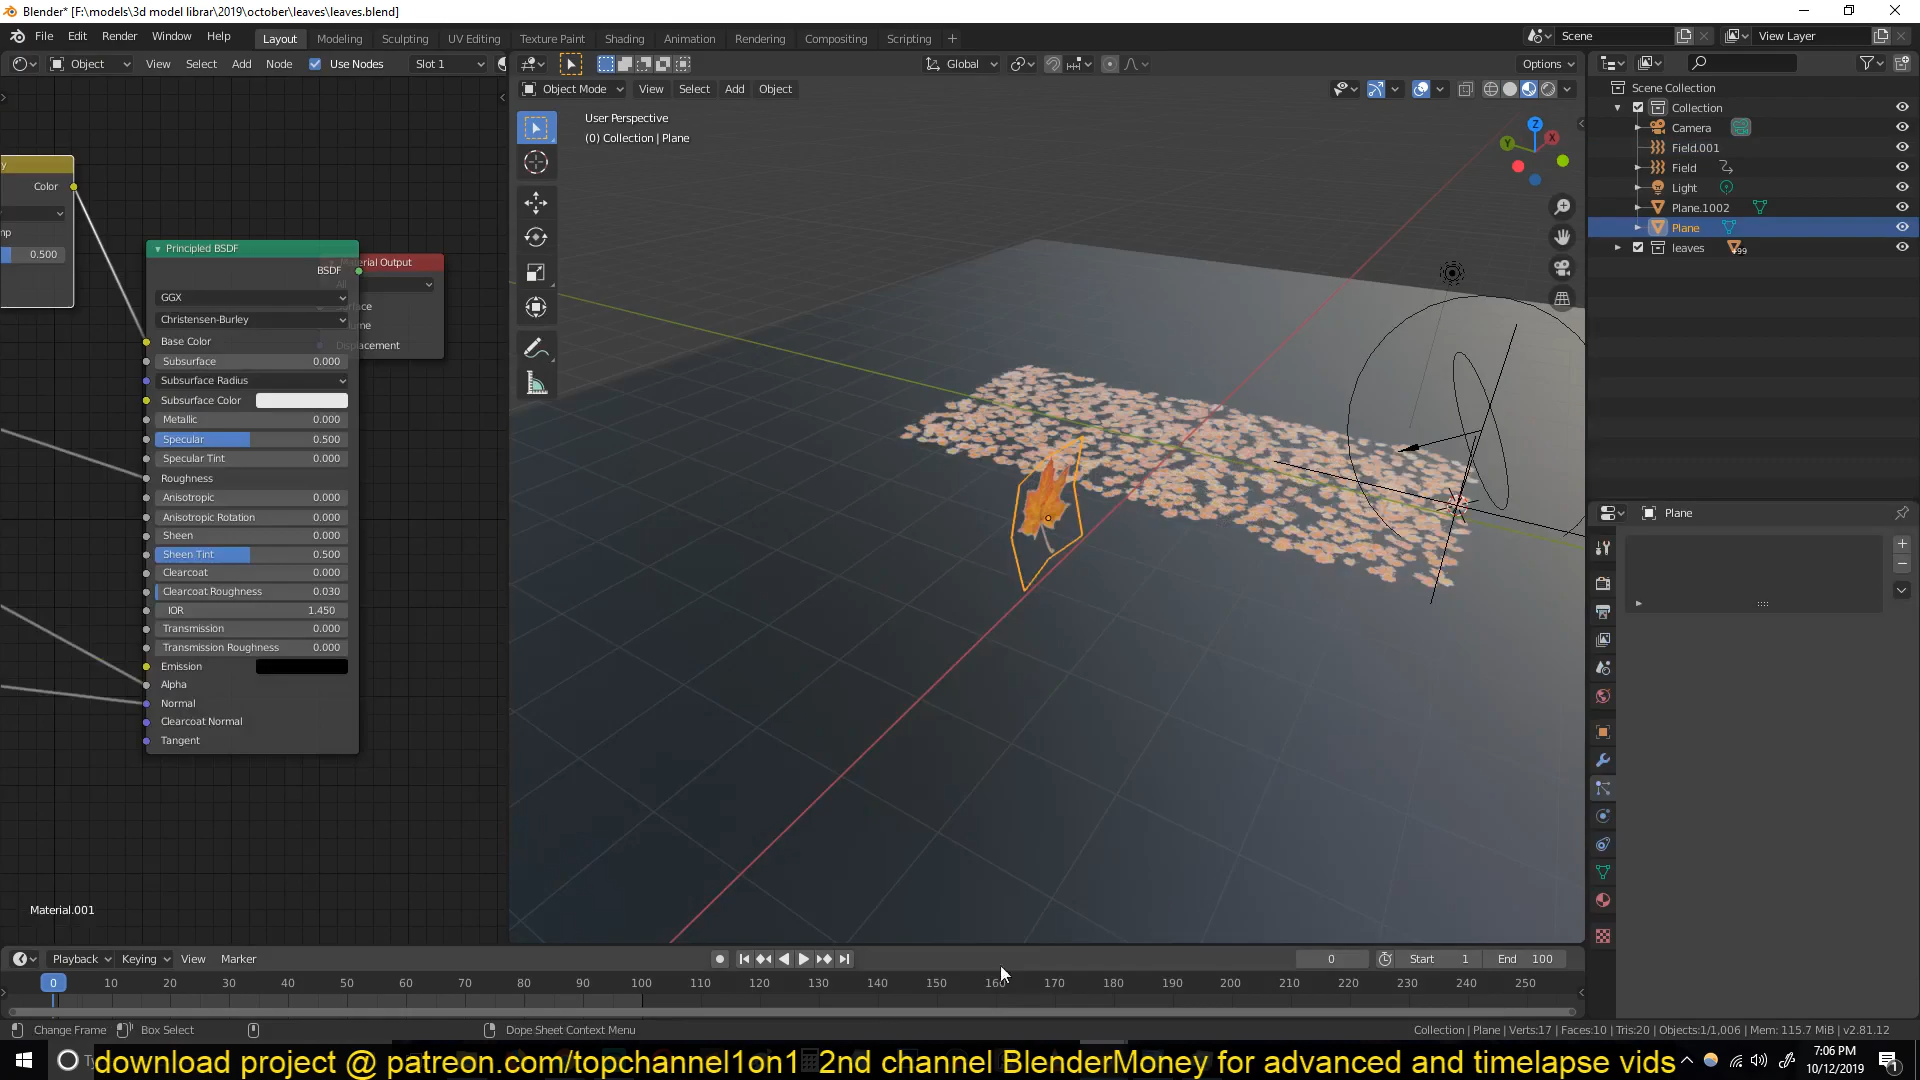 Blender* [F:\models\3d model librar\2019\october\leaves\leaves.blend]
File Edit Render Window Help Layout Modeling Sculpting UV Editing Texture Paint Shading Animation Rendering Compositing Scripting Scene View Layer
Object View Select Add Node Use Nodes Slot 1 Global Options
Object Mode View Select Add Object
User Perspective
(0) Collection | Plane
Z
X
Y
Scene Collection
Collection
Camera
Field.001
Field
Light
Plane.1002
Plane
leaves
99
y
Color
mp
0.500
Principled BSDF
BSDF
GGX
Christensen-Burley
Base Color
Subsurface 0.000
Subsurface Radius
Subsurface Color
Metallic 0.000
Specular 0.500
Specular Tint 0.000
Roughness
Anisotropic 0.000
Anisotropic Rotation 0.000
Sheen 0.000
Sheen Tint 0.500
Clearcoat 0.000
Clearcoat Roughness 0.030
IOR 1.450
Transmission 0.000
Transmission Roughness 0.000
Emission
Alpha
Normal
Clearcoat Normal
Tangent
Material Output
All
face
lume
Displacement
Material.001
Plane
Playback Keying View Marker 0 Start 1 End 100
0 10 20 30 40 50 60 70 80 90 100 110 120 130 140 150 160 170 180 190 200 210 220 230 240 250
Change Frame Box Select Dope Sheet Context Menu Collection | Plane | Verts:17 | Faces:10 | Tris:20 | Objects:1/1,006 | Mem: 115.7 MiB | v2.81.12
download project @ patreon.com/topchannel1on1 2nd channel BlenderMoney for advanced and timelapse vids
7:06 PM
10/12/2019
1